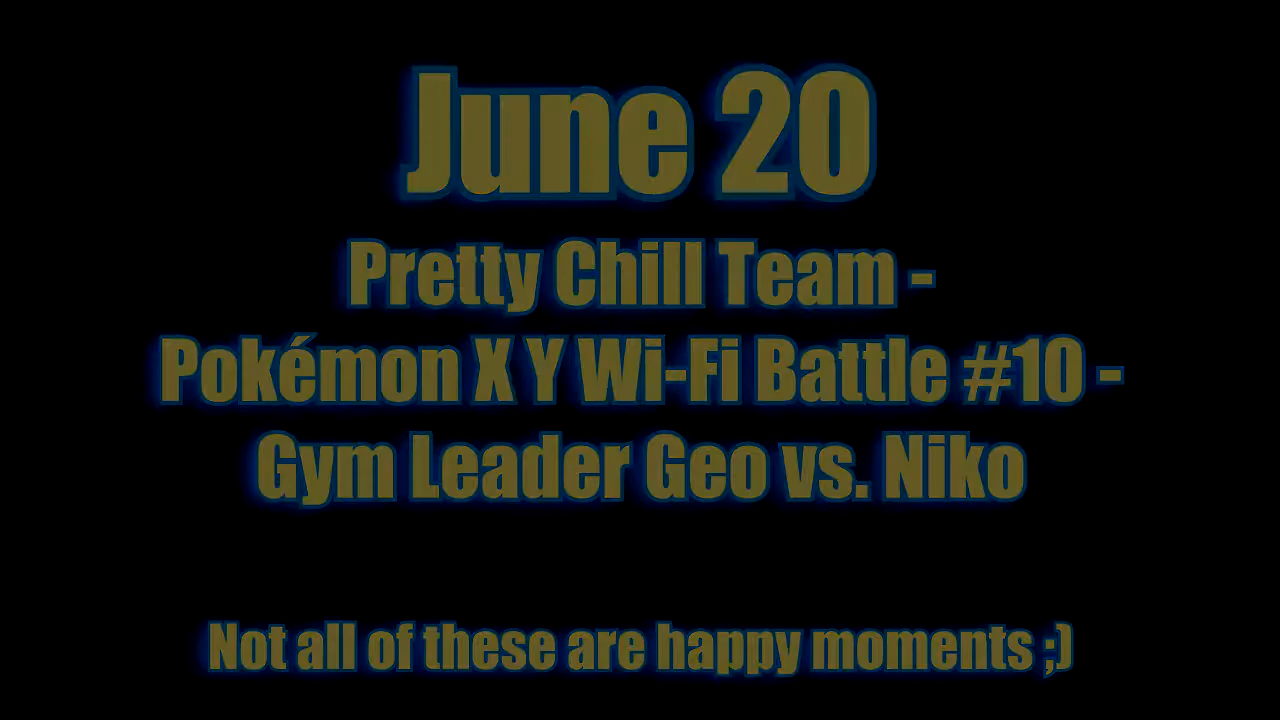 June 20
Pretty Chill Team -
Pokémon X Y Wi-Fi Battle #10 -
Gym Leader Geo vs. Niko
Not all of these are happy moments ;)